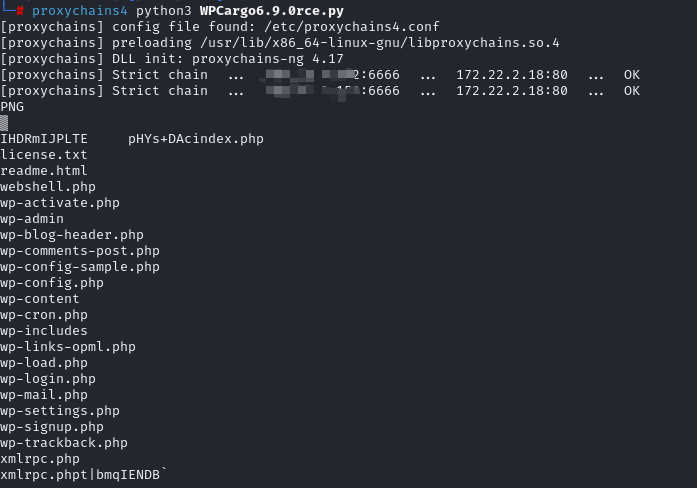 # proxychains4 python3 WPCargo6.9.0rce.py
[proxychains] config file found: /etc/proxychains4.conf
[proxychains] preloading /usr/lib/x86_64-linux-gnu/libproxychains.so.4
[proxychains] DLL init: proxychains-ng 4.17
[proxychains] Strict chain ... 2:6666 ... 172.22.2.18:80 ... OK
[proxychains] Strict chain ... :6666 ... 172.22.2.18:80 ... OK
PNG
▒
IHDRmIJPLTE     pHYs+DAcindex.php
license.txt
readme.html
webshell.php
wp-activate.php
wp-admin
wp-blog-header.php
wp-comments-post.php
wp-config-sample.php
wp-config.php
wp-content
wp-cron.php
wp-includes
wp-links-opml.php
wp-load.php
wp-login.php
wp-mail.php
wp-settings.php
wp-signup.php
wp-trackback.php
xmlrpc.php
xmlrpc.phpt|bmqIENDB`